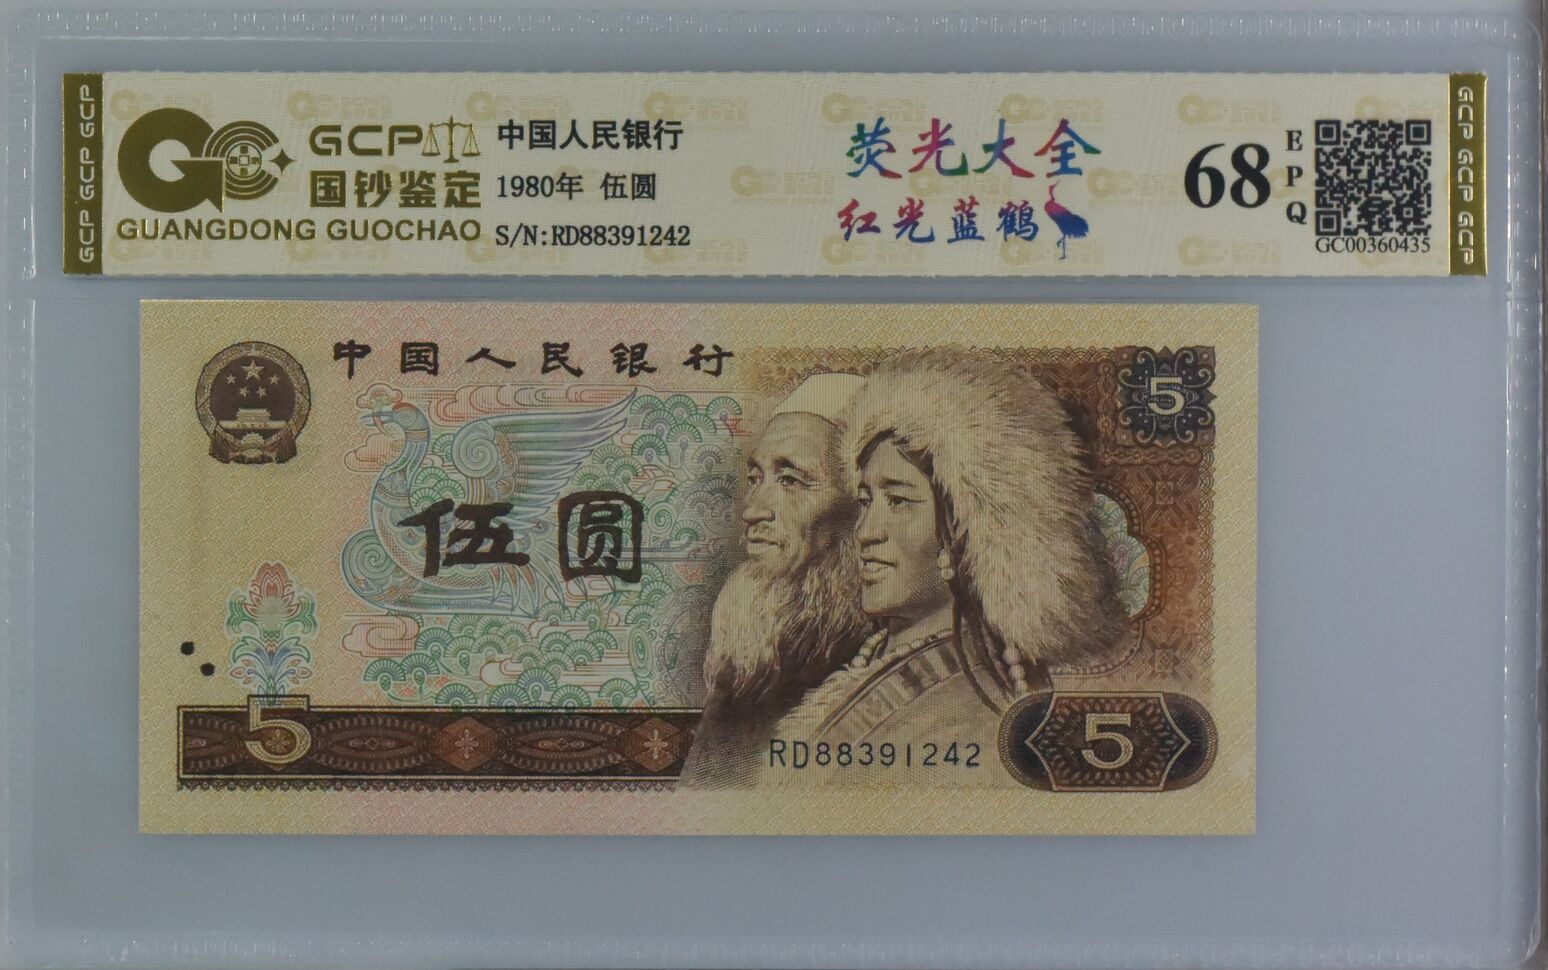 GCP GCP GCP
GCP
国钞鉴定
GUANGDONG GUOCHAO
中国人民银行
1980年 伍圆
S/N:RD88391242
荧光大全
红光蓝鹤
68
EPQ
GC00360435
GCP GCP GCP
中国人民银行
5
伍圆
5
RD88391242
5